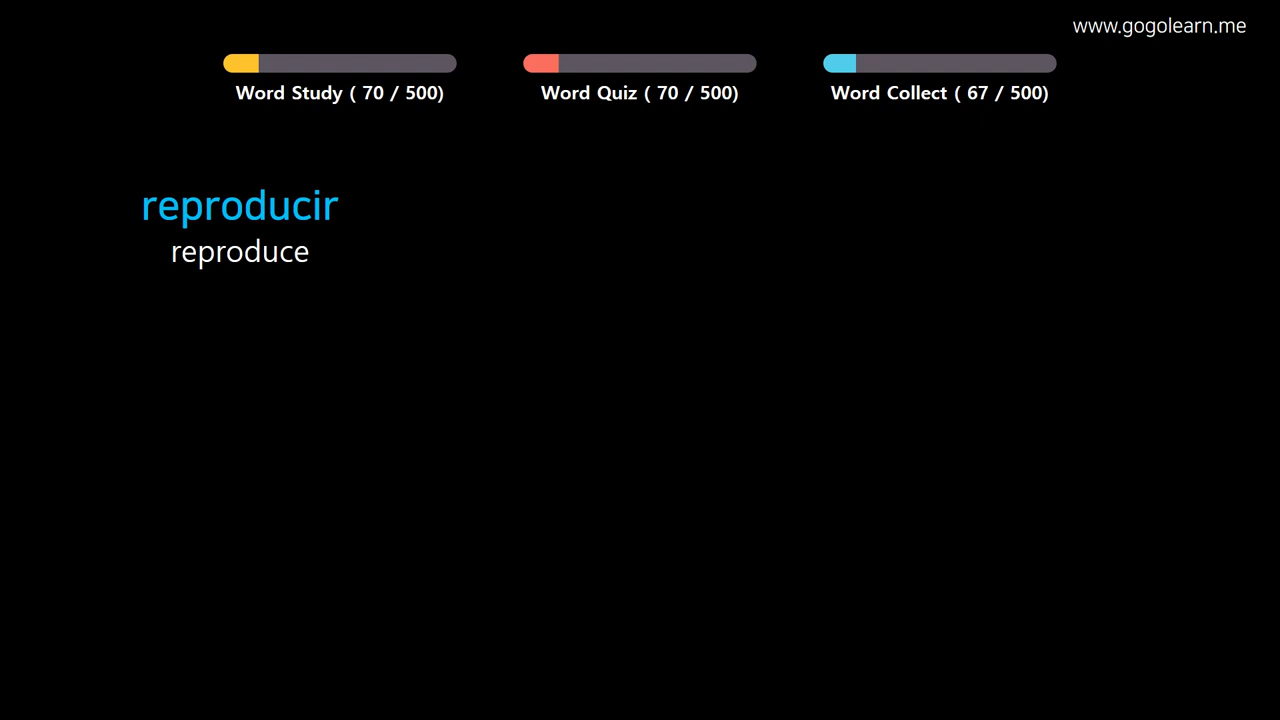 www.gogolearn.me
Word Study ( 70 / 500)
Word Quiz ( 70 / 500)
Word Collect ( 67 / 500)
reproducir
reproduce